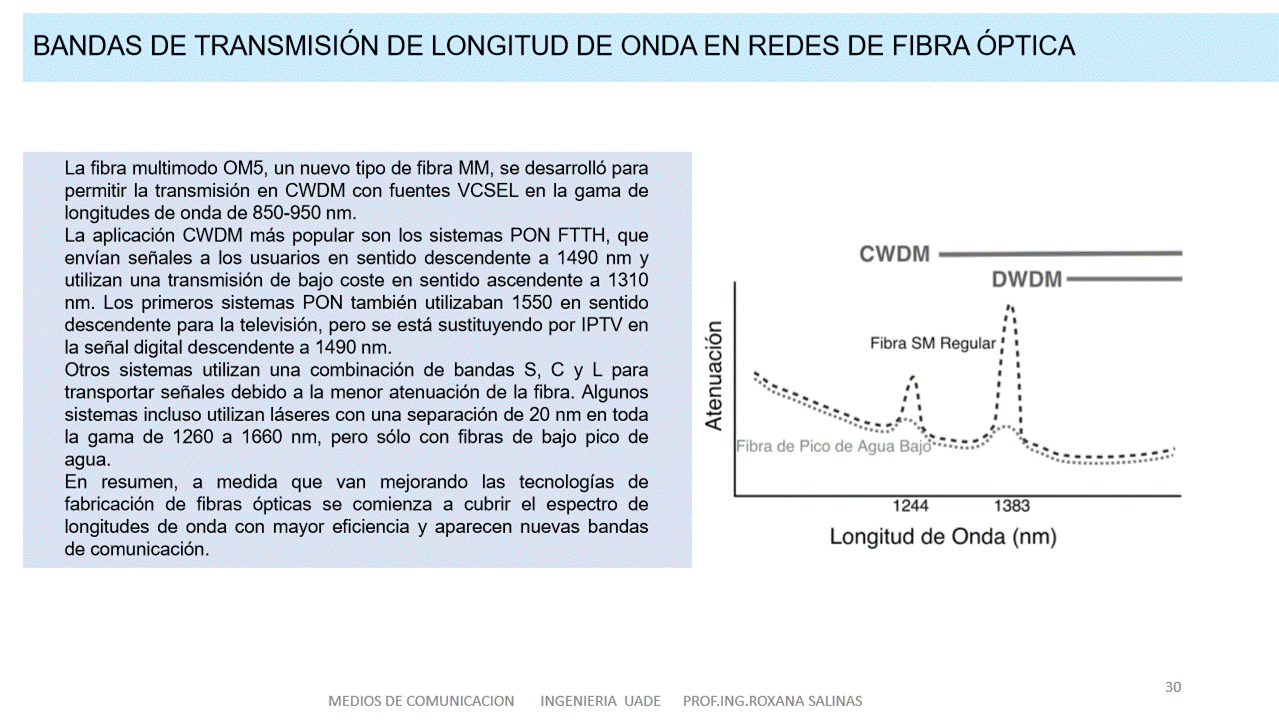 BANDAS DE TRANSMISIÓN DE LONGITUD DE ONDA EN REDES DE FIBRA ÓPTICA
La fibra multimodo OM5, un nuevo tipo de fibra MM, se desarrolló para
permitir la transmisión en CWDM con fuentes VCSEL en la gama de
longitudes de onda de 850-950 nm.
La aplicación CWDM más popular son los sistemas PON FTTH, que
envían señales a los usuarios en sentido descendente a 1490 nm y
utilizan una transmisión de bajo coste en sentido ascendente a 1310
nm. Los primeros sistemas PON también utilizaban 1550 en sentido
descendente para la televisión, pero se está sustituyendo por IPTV en
la señal digital descendente a 1490 nm.
Otros sistemas utilizan una combinación de bandas S, C y L para
transportar señales debido a la menor atenuación de la fibra. Algunos
sistemas incluso utilizan láseres con una separación de 20 nm en toda
la gama de 1260 a 1660 nm, pero sólo con fibras de bajo pico de
agua.
En resumen, a medida que van mejorando las tecnologías de
fabricación de fibras ópticas se comienza a cubrir el espectro de
longitudes de onda con mayor eficiencia y aparecen nuevas bandas
de comunicación.
CWDM
DWDM
Fibra SM Regular
Atenuación
Fibra de Pico de Agua Bajo
1244 1383
Longitud de Onda (nm)
MEDIOS DE COMUNICACION INGENIERIA UADE PROF.ING.ROXANA SALINAS
30